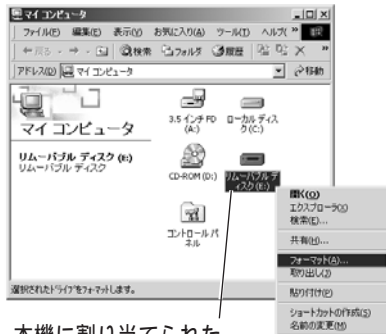 マイ コンピュータ
ファイル(F) 編集(E) 表示(V) お気に入り(A) ツール(T) ヘルプ( »
戻る 検索 フォルダ 履歴 »
アドレス(D) マイ コンピュータ 移動
マイ コンピュータ
リムーバブル ディスク (E:)
リムーバブル ディスク
3.5 インチ FD
(A:)
ローカル ディス
ク (C:)
CD-ROM (D:)
リムーバブル デ
ィスク (E:)
コントロール パ
ネル
開く(O)
エクスプローラ(X)
検索(E)...
共有(H)...
フォーマット(A)...
取り出し(J)
貼り付け(P)
ショートカットの作成(S)
名前の変更(M)
選択されたドライブをフォーマットします。
本機に割り当てられた